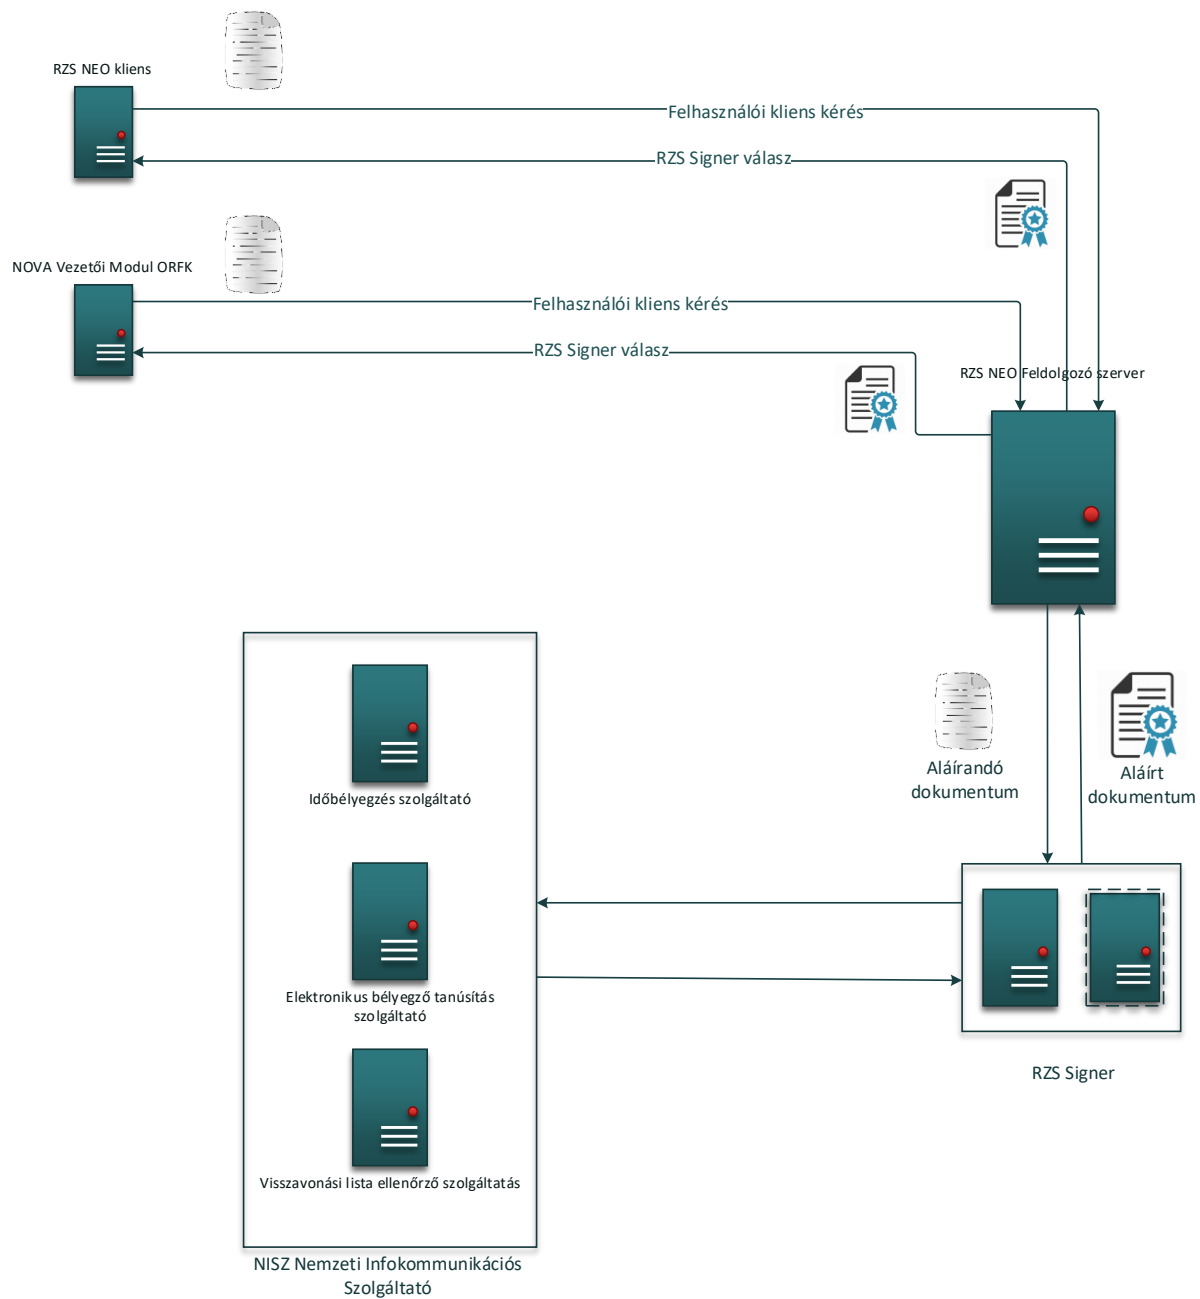 RZS NEO kliens
Felhasználói kliens kérés
RZS Signer válasz
NOVA Vezetői Modul ORFK
Felhasználói kliens kérés
RZS Signer válasz
RZS NEO Feldolgozó szerver
Aláírandó
dokumentum
Aláírt
dokumentum
Időbélyegzés szolgáltató
Elektronikus bélyegző tanúsítás
szolgáltató
Visszavonási lista ellenőrző szolgáltatás
RZS Signer
NISZ Nemzeti Infokommunikációs
Szolgáltató